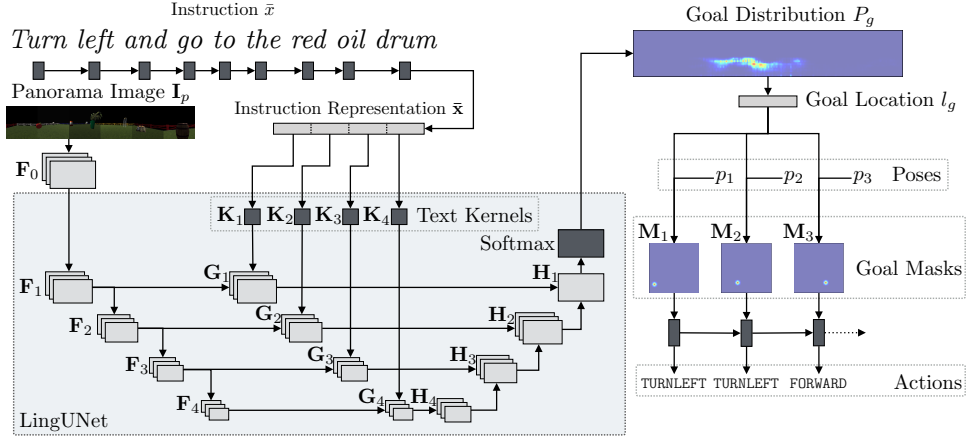 Instruction x̄
Turn left and go to the red oil drum
Panorama Image I_p
Instruction Representation x̄
F_0
K_1 K_2 K_3 K_4 Text Kernels
Softmax
F_1 G_1 H_1
F_2 G_2 H_2
F_3 G_3 H_3
F_4 G_4 H_4
LingUNet
Goal Distribution P_g
Goal Location l_g
p_1 p_2 p_3 Poses
M_1 M_2 M_3
Goal Masks
TURNLEFT TURNLEFT FORWARD Actions